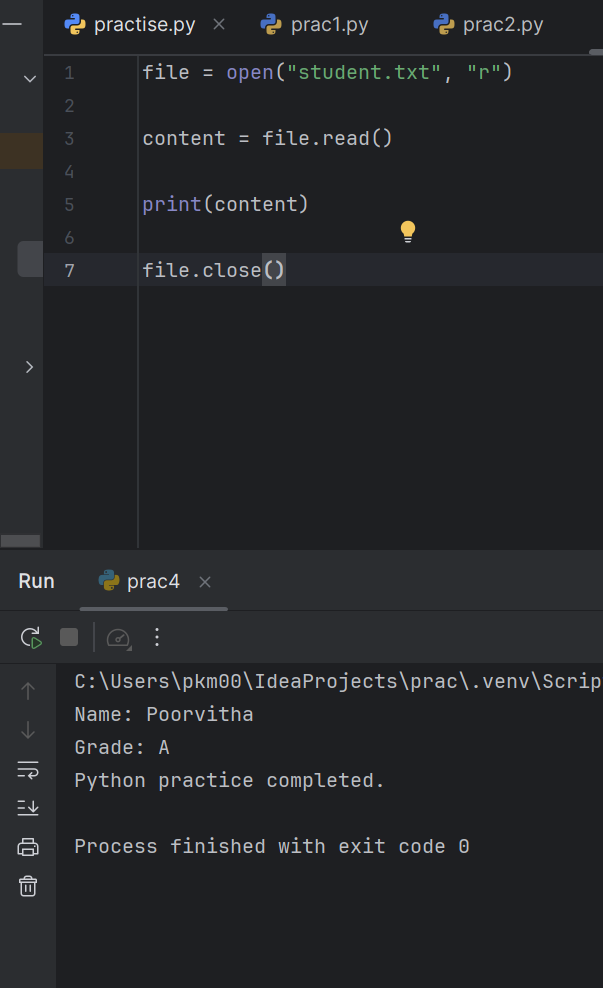 practise.py prac1.py prac2.py
1 file = open("student.txt", "r")
2
3 content = file.read()
4
5 print(content)
6
7 file.close()
Run prac4
C:\Users\pkm00\IdeaProjects\prac\.venv\Scrip
Name: Poorvitha
Grade: A
Python practice completed.
Process finished with exit code 0